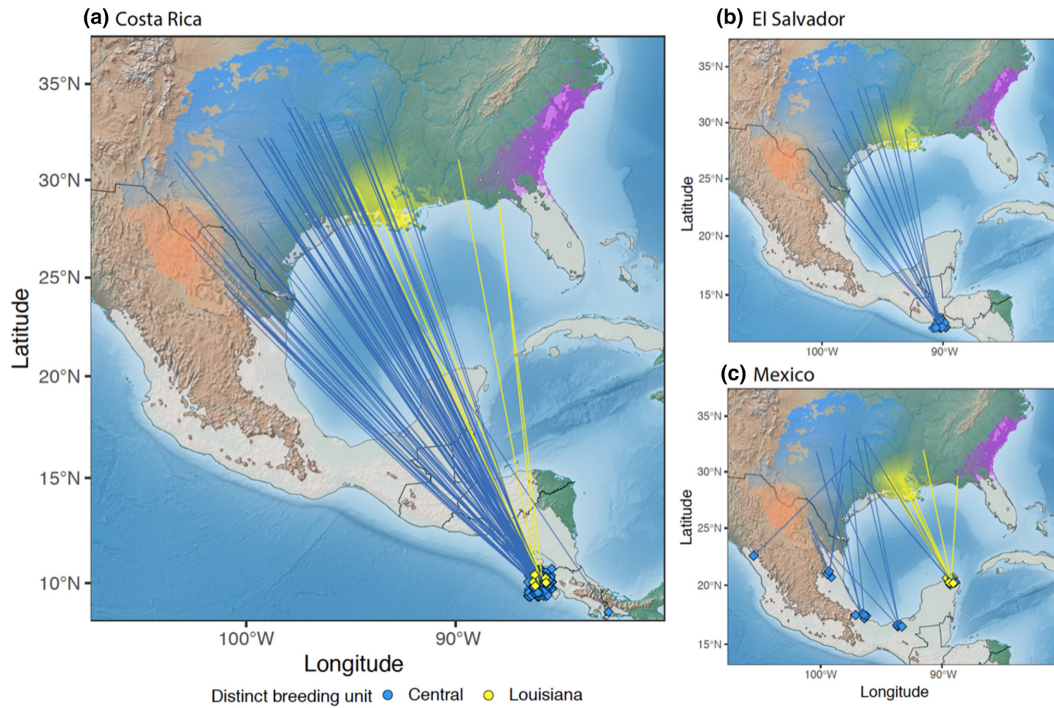 (a) Costa Rica
35°N
30°N
25°N
20°N
15°N
10°N
Latitude
100°W
90°W
Longitude
(b) El Salvador
35°N
30°N
25°N
20°N
15°N
Latitude
100°W
90°W
(c) Mexico
35°N
30°N
25°N
20°N
15°N
Latitude
100°W
90°W
Longitude
Distinct breeding unit Central Louisiana